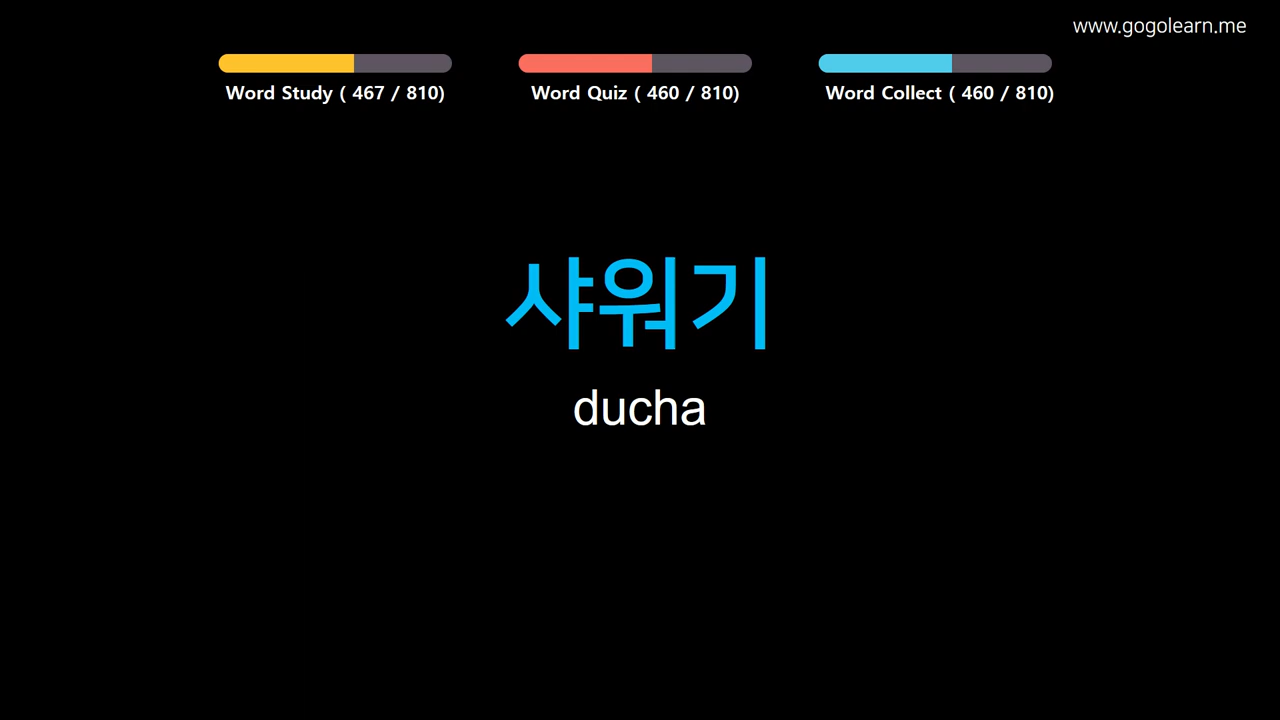 www.gogolearn.me
Word Study ( 467 / 810)
Word Quiz ( 460 / 810)
Word Collect ( 460 / 810)
샤워기
ducha